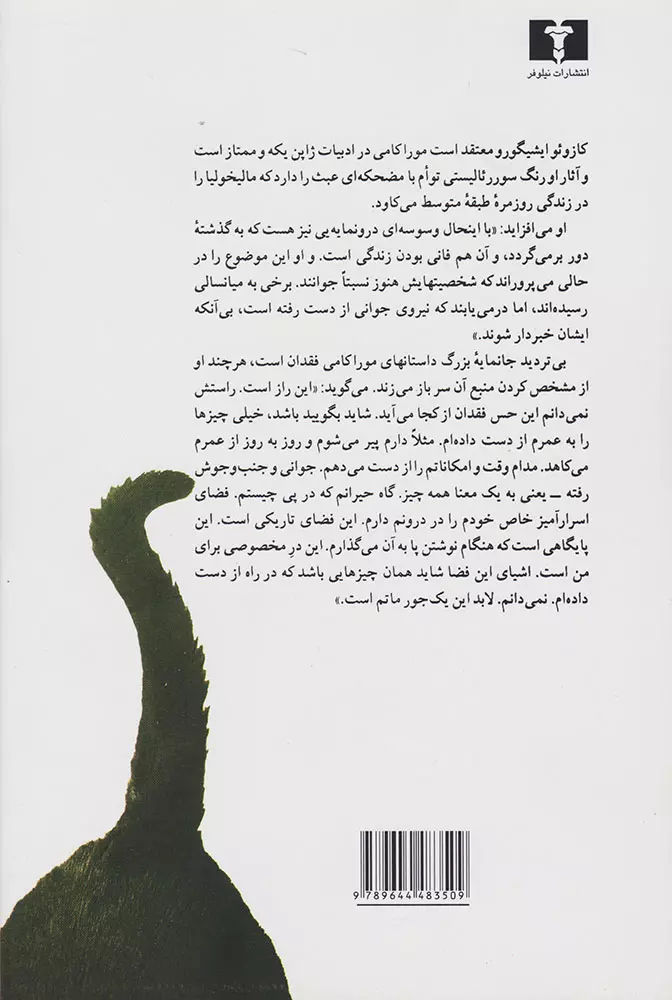 انتشارات نیلوفر
کازوئو ایشیگورو معتقد است موراکامی در ادبیات ژاپن یکه و ممتاز است
و آثار او رنگ سوررئالیستی توأم با مضحکه‌ای عبث را دارد که مالیخولیا را
در زندگی روزمرهٔ طبقهٔ متوسط می‌کاود.
او می‌افزاید: «با اینحال وسوسه‌ای درونمایه‌یی نیز هست که به گذشتهٔ
دور برمی‌گردد، و آن هم فانی بودن زندگی است. و او این موضوع را در
حالی می‌پروراند که شخصیتهایش هنوز نسبتاً جوانند. برخی به میانسالی
رسیده‌اند، اما درمی‌یابند که نیروی جوانی از دست رفته است، بی‌آنکه
ایشان خبردار شوند.»
بی‌تردید جانمایهٔ بزرگ داستانهای موراکامی فقدان است، هرچند او
از مشخص کردن منبع آن سر باز می‌زند. می‌گوید: «این راز است. راستش
نمی‌دانم این حس فقدان از کجا می‌آید. شاید بگویید باشد، خیلی چیزها
را به عمرم از دست داده‌ام. مثلاً دارم پیر می‌شوم و روز به روز از عمرم
می‌کاهد. مدام وقت و امکاناتم را از دست می‌دهم. جوانی و جنب‌وجوش
رفته ــ یعنی به یک معنا همه چیز. گاه حیرانم که در پی چیستم. فضای
اسرارآمیز خاص خودم را در درونم دارم. این فضای تاریکی است. این
پایگاهی است که هنگام نوشتن پا به آن می‌گذارم. این درِ مخصوصی برای
من است. اشیای این فضا شاید همان چیزهایی باشد که در راه از دست
داده‌ام. نمی‌دانم. لابد این یک‌جور ماتم است.»
9 789644 483509